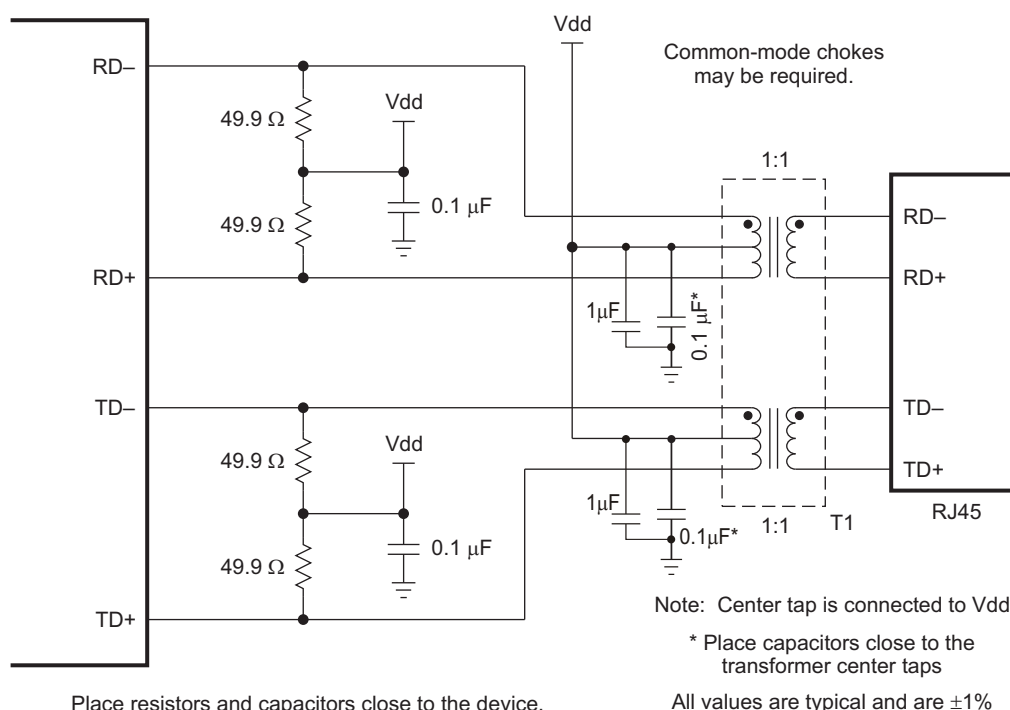 Vdd
Common-mode chokes
may be required.
RD–
49.9 Ω
Vdd
0.1 μF
49.9 Ω
RD+
1:1
RD–
RD+
1μF
0.1 μF*
TD–
49.9 Ω
Vdd
0.1 μF
49.9 Ω
TD+
1μF
0.1μF*
1:1
T1
TD–
TD+
RJ45
Note: Center tap is connected to Vdd
* Place capacitors close to the
transformer center taps
Place resistors and capacitors close to the device.
All values are typical and are ±1%